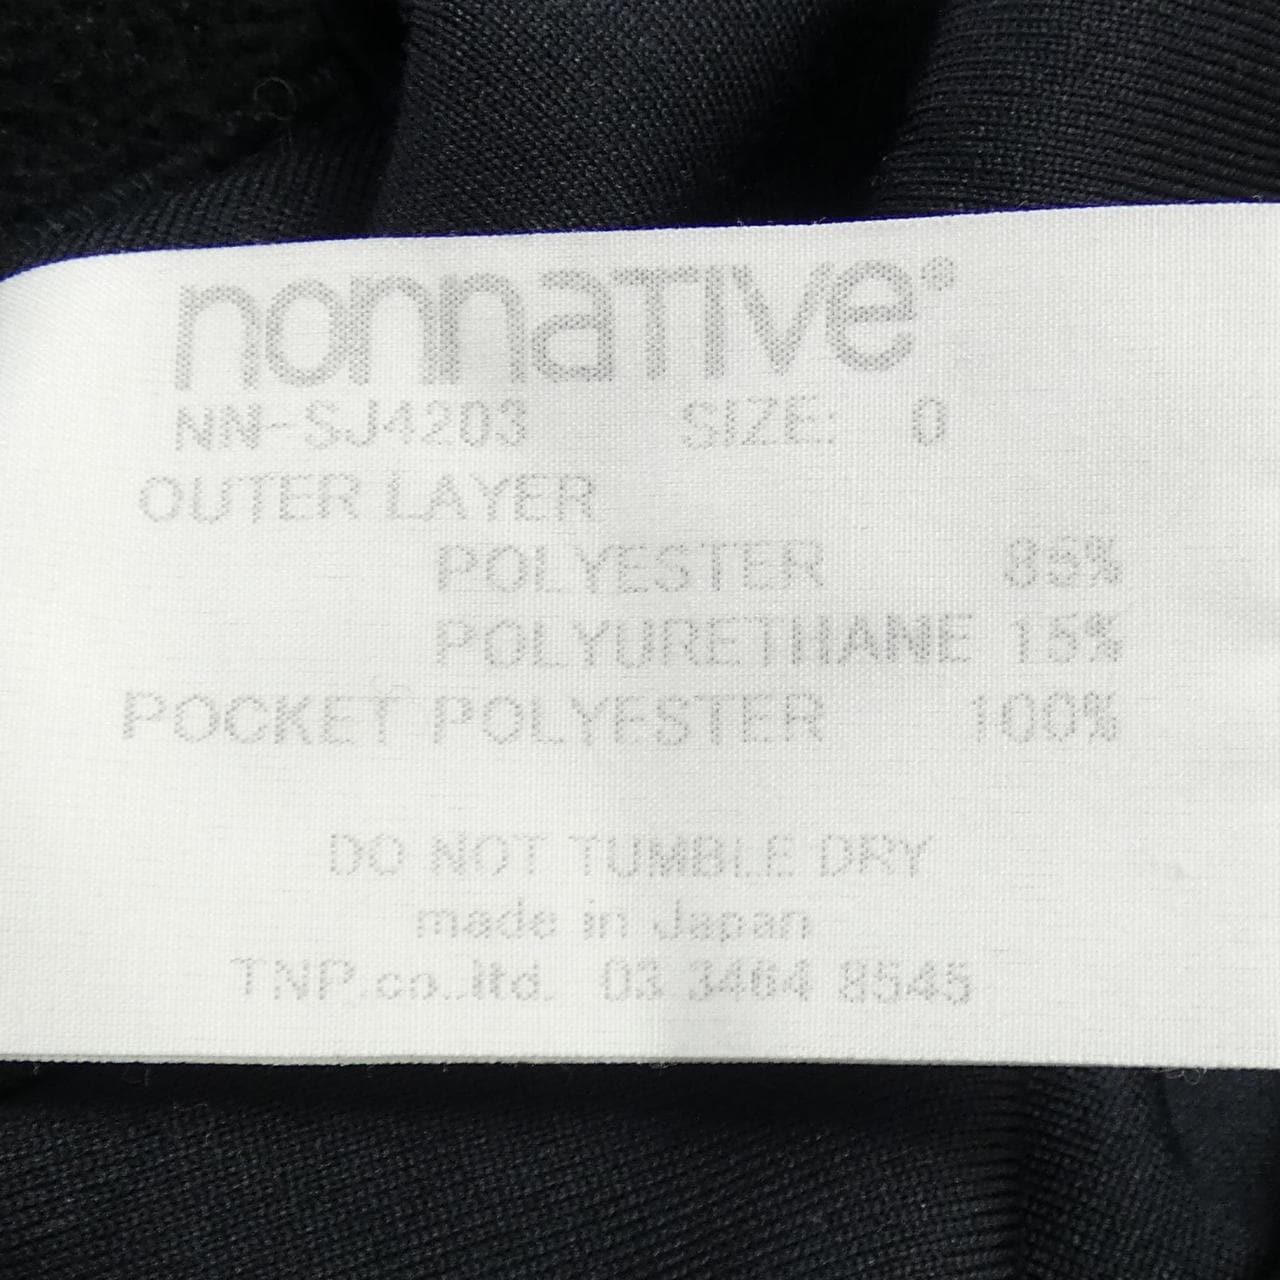 nonnative®
NN-SJ4203 SIZE: 0
OUTER LAYER
POLYESTER 85%
POLYURETHANE 15%
POCKET POLYESTER 100%
DO NOT TUMBLE DRY
made in Japan
TNP.co.,ltd. 03 3464 8545